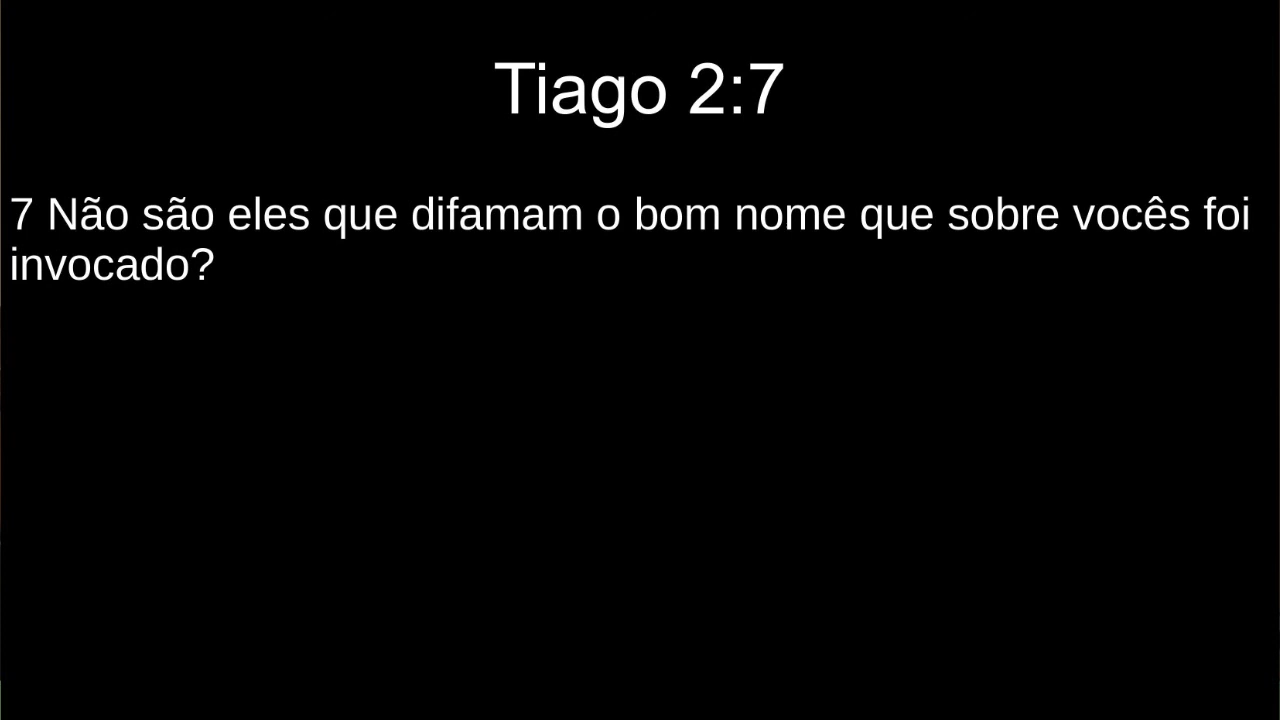 Tiago 2:7
7 Não são eles que difamam o bom nome que sobre vocês foi
invocado?